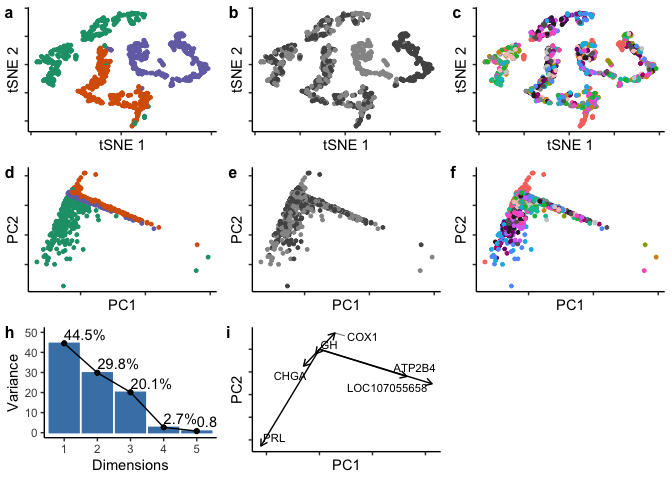 a
b
c
tSNE 2
tSNE 2
tSNE 2
tSNE 1
tSNE 1
tSNE 1
d
e
f
PC2
PC2
PC2
PC1
PC1
PC1
h
i
50
40
30
20
10
0
Variance
44.5%
29.8%
20.1%
2.7%
0.8
1 2 3 4 5
Dimensions
PC2
COX1
GH
CHGA
ATP2B4
LOC107055658
PRL
PC1